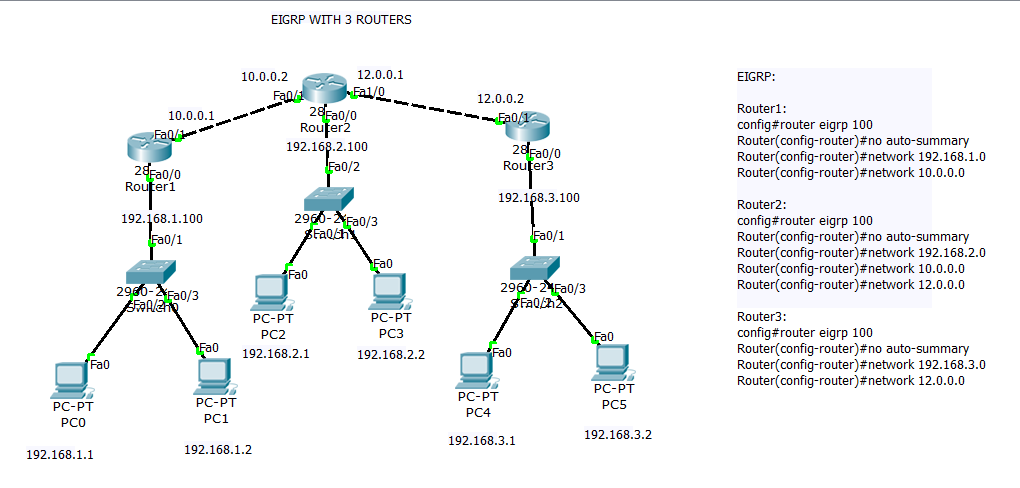 EIGRP WITH 3 ROUTERS
10.0.0.2
12.0.0.1
Fa0/1
Fa1/0
12.0.0.2
10.0.0.1
Fa0/1
28
Fa0/0
Router2
Fa0/1
192.168.2.100
28
Fa0/0
Router3
Fa0/2
28
Fa0/0
Router1
192.168.3.100
192.168.1.100
2960-2
Fa0/3
Fa0/1
Switch1
Fa0/1
Fa0/1
Fa0
Fa0
2960-24
Fa0/3
Fa0/2
Switch2
2960-2
Fa0/3
Fa0/2
Switch0
PC-PT
PC2
PC-PT
PC3
192.168.2.1
192.168.2.2
Fa0
Fa0
Fa0
Fa0
PC-PT
PC0
PC-PT
PC1
PC-PT
PC4
PC-PT
PC5
192.168.1.1
192.168.1.2
192.168.3.1
192.168.3.2
EIGRP:
Router1:
config#router eigrp 100
Router(config-router)#no auto-summary
Router(config-router)#network 192.168.1.0
Router(config-router)#network 10.0.0.0
Router2:
config#router eigrp 100
Router(config-router)#no auto-summary
Router(config-router)#network 192.168.2.0
Router(config-router)#network 10.0.0.0
Router(config-router)#network 12.0.0.0
Router3:
config#router eigrp 100
Router(config-router)#no auto-summary
Router(config-router)#network 192.168.3.0
Router(config-router)#network 12.0.0.0